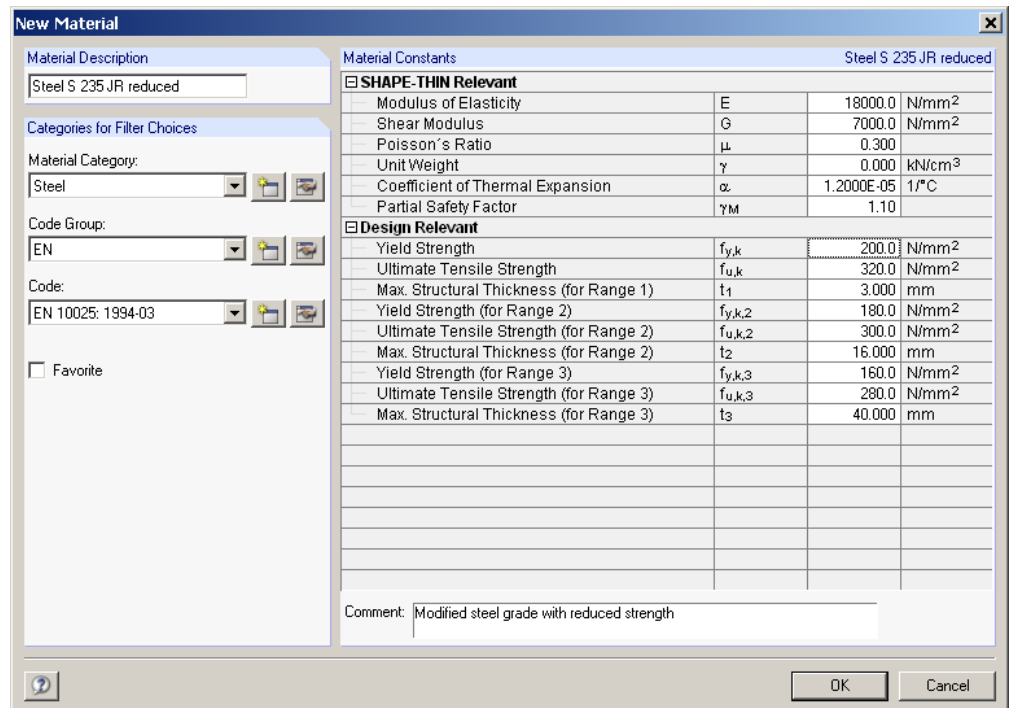 New Material
Material Description
Steel S 235 JR reduced
Categories for Filter Choices
Material Category:
Steel
Code Group:
EN
Code:
EN 10025: 1994-03
Favorite
Material Constants Steel S 235 JR reduced
SHAPE-THIN Relevant
Modulus of Elasticity E 18000.0 N/mm²
Shear Modulus G 7000.0 N/mm²
Poisson´s Ratio μ 0.300
Unit Weight γ 0.000 kN/cm³
Coefficient of Thermal Expansion α 1.2000E-05 1/°C
Partial Safety Factor γM 1.10
Design Relevant
Yield Strength fy,k 200.0 N/mm²
Ultimate Tensile Strength fu,k 320.0 N/mm²
Max. Structural Thickness (for Range 1) t1 3.000 mm
Yield Strength (for Range 2) fy,k,2 180.0 N/mm²
Ultimate Tensile Strength (for Range 2) fu,k,2 300.0 N/mm²
Max. Structural Thickness (for Range 2) t2 16.000 mm
Yield Strength (for Range 3) fy,k,3 160.0 N/mm²
Ultimate Tensile Strength (for Range 3) fu,k,3 280.0 N/mm²
Max. Structural Thickness (for Range 3) t3 40.000 mm
Comment: Modified steel grade with reduced strength
OK Cancel